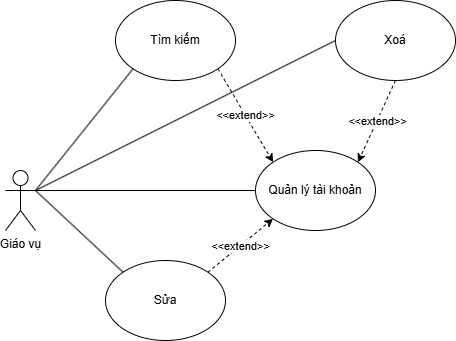 Tìm kiếm
Xoá
<<extend>>
<<extend>>
Quản lý tài khoản
Giáo vụ
<<extend>>
Sửa